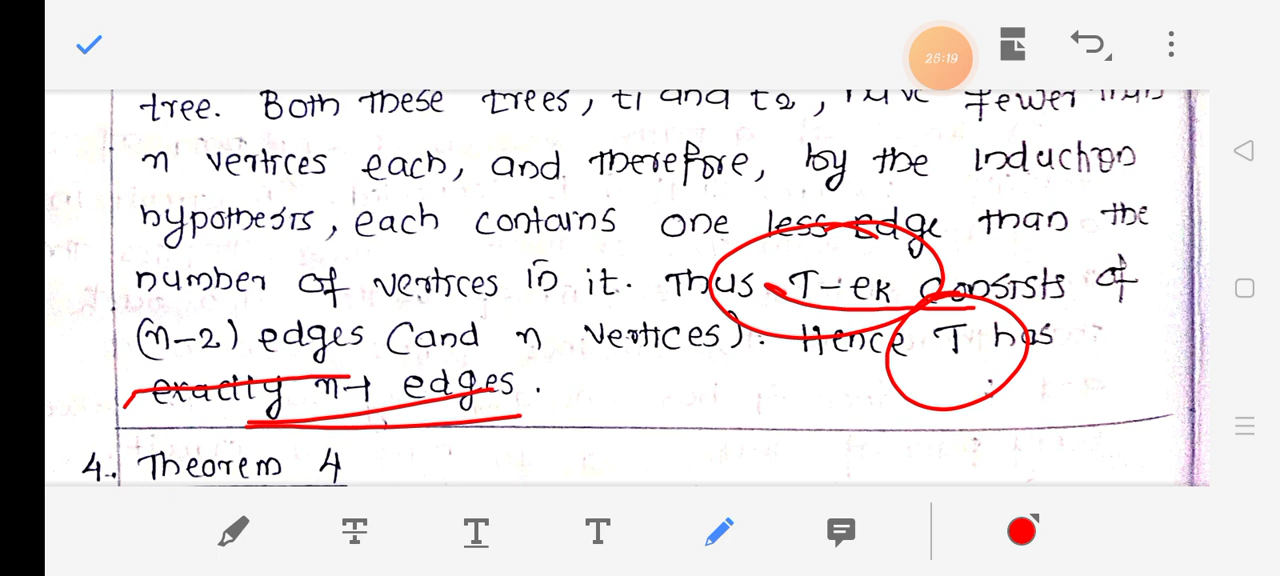 25:19
tree. Both these trees, t1 and t2, have fewer than
n vertices each, and therefore, by the induction
hypothesis, each contains one less edge than the
number of vertices in it. Thus T-ek consists of
(n-2) edges (and n vertices). Hence T has
exactly n-1 edges.
4. Theorem 4
T T T